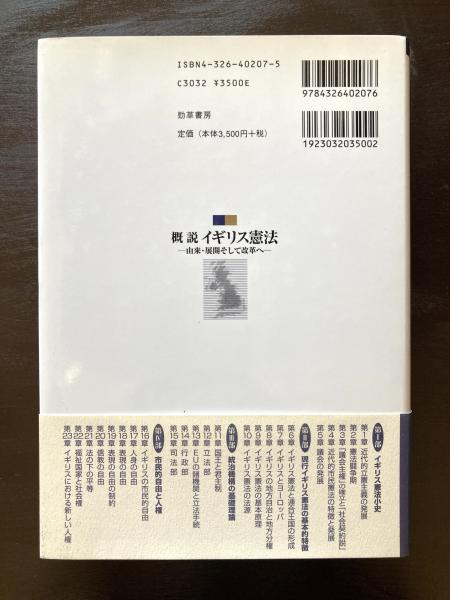 ISBN4-326-40207-5
C3032 ¥3500E
勁草書房
定価（本体3,500円+税）
9784326402076
1923032035002
概説 イギリス憲法
—由来・展開そして改革へ—
第Ⅰ部 イギリス憲法小史
第1章 近代的立憲主義の発展
第2章 憲法闘争期
第3章 「議会主権」の確立と「社会契約説」
第4章 近代的市民憲法の特徴と発展
第5章 議会の発展
第Ⅱ部 現行イギリス憲法の基本的特徴
第6章 イギリス憲法と連合王国の形成
第7章 イギリスとヨーロッパ
第8章 イギリスの地方自治と地方分権
第9章 イギリス憲法の基本原理
第10章 イギリス憲法の法源
第Ⅲ部 統治機構の基礎理論
第11章 国王と君主制
第12章 立法部
第13章 EUの諸機関と立法手続
第14章 行政部
第15章 司法部
第Ⅳ部 市民的自由と人権
第16章 イギリスの市民的自由
第17章 人身の自由
第18章 表現の自由
第19章 表現の自由の制約
第20章 信教の自由
第21章 法の下の平等
第22章 福祉国家と社会権
第23章 イギリスにおける新しい人権